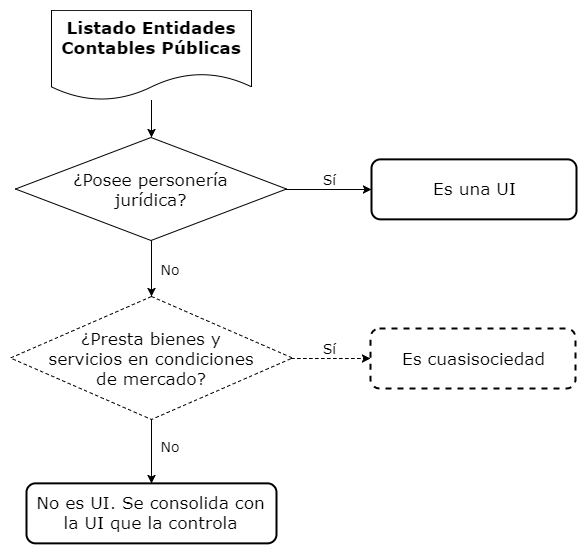 Listado Entidades
Contables Públicas
¿Posee personería
jurídica?
Sí
Es una UI
No
¿Presta bienes y
servicios en condiciones
de mercado?
Sí
Es cuasisociedad
No
No es UI. Se consolida con
la UI que la controla